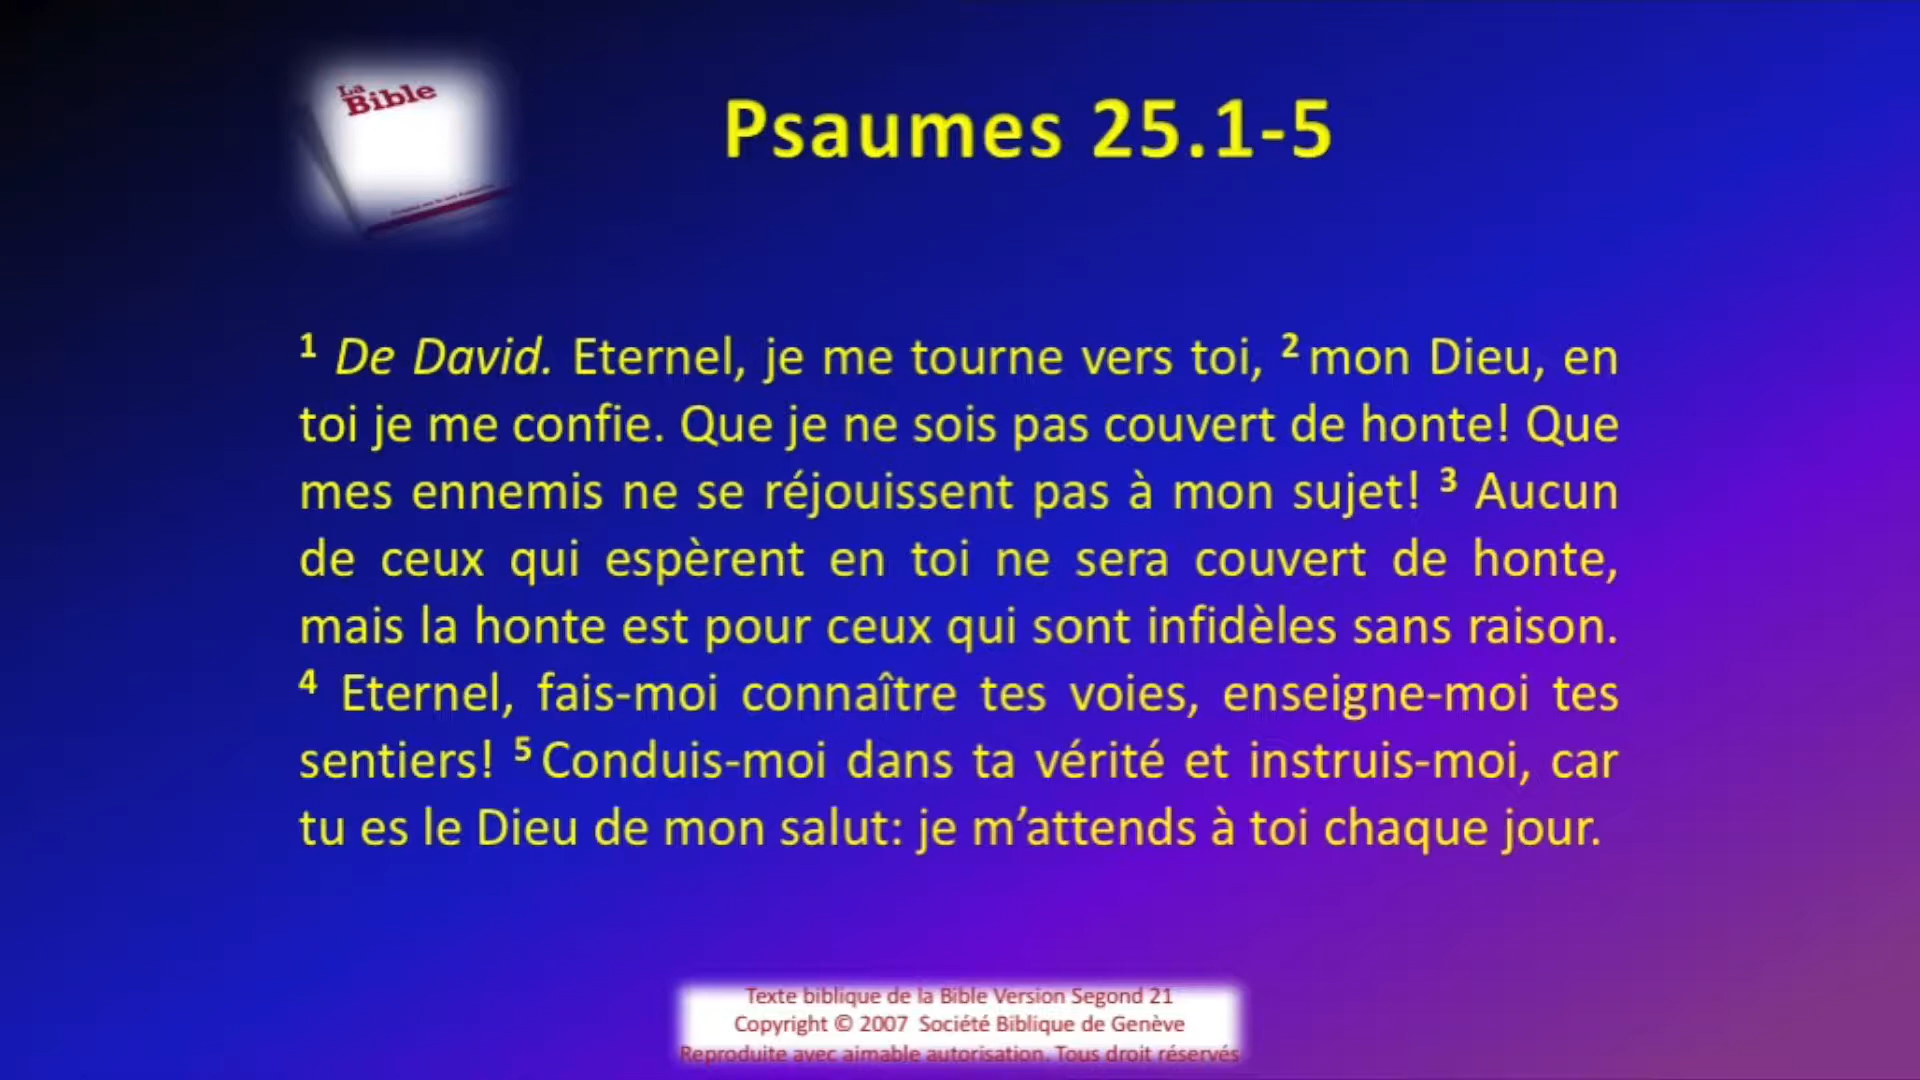 La
Bible
Psaumes 25.1-5
¹ De David. Eternel, je me tourne vers toi, ² mon Dieu, en
toi je me confie. Que je ne sois pas couvert de honte! Que
mes ennemis ne se réjouissent pas à mon sujet! ³ Aucun
de ceux qui espèrent en toi ne sera couvert de honte,
mais la honte est pour ceux qui sont infidèles sans raison.
⁴ Eternel, fais-moi connaître tes voies, enseigne-moi tes
sentiers! ⁵ Conduis-moi dans ta vérité et instruis-moi, car
tu es le Dieu de mon salut: je m’attends à toi chaque jour.
Texte biblique de la Bible Version Segond 21
Copyright © 2007 Société Biblique de Genève
Reproduite avec aimable autorisation. Tous droit réservés